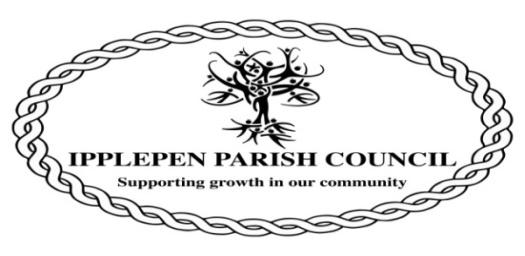 IPPLEPEN PARISH COUNCIL
Supporting growth in our community